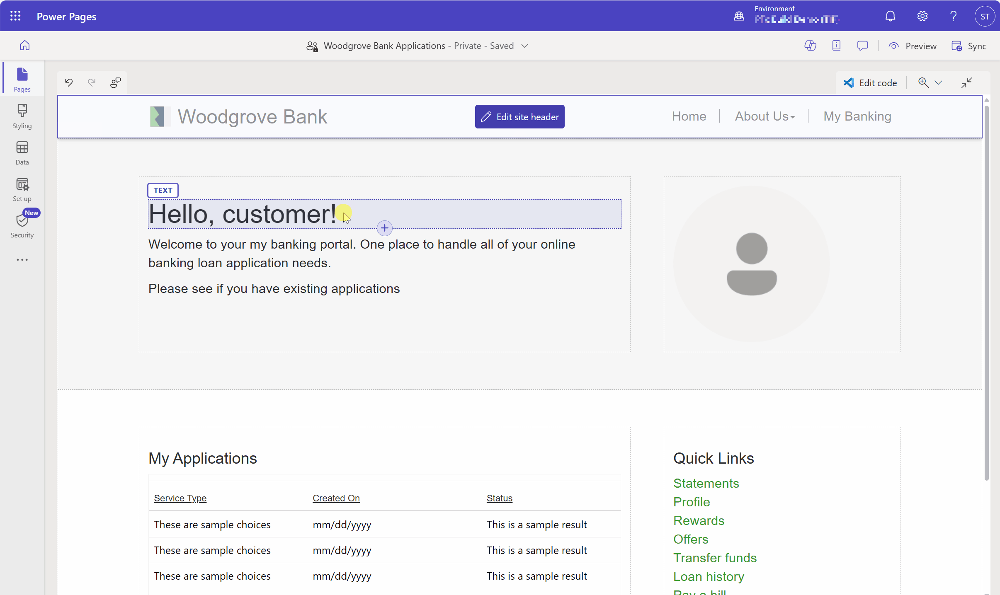 Power Pages
Environment
ST
Woodgrove Bank Applications - Private - Saved
Preview
Sync
Pages
Styling
Data
Set up
New
Security
Edit code
Woodgrove Bank
Edit site header
Home
About Us
My Banking
TEXT
Hello, customer!
Welcome to your my banking portal. One place to handle all of your online
banking loan application needs.
Please see if you have existing applications
My Applications
Service Type Created On Status
These are sample choices mm/dd/yyyy This is a sample result
These are sample choices mm/dd/yyyy This is a sample result
These are sample choices mm/dd/yyyy This is a sample result
Quick Links
Statements
Profile
Rewards
Offers
Transfer funds
Loan history
Pay a bill